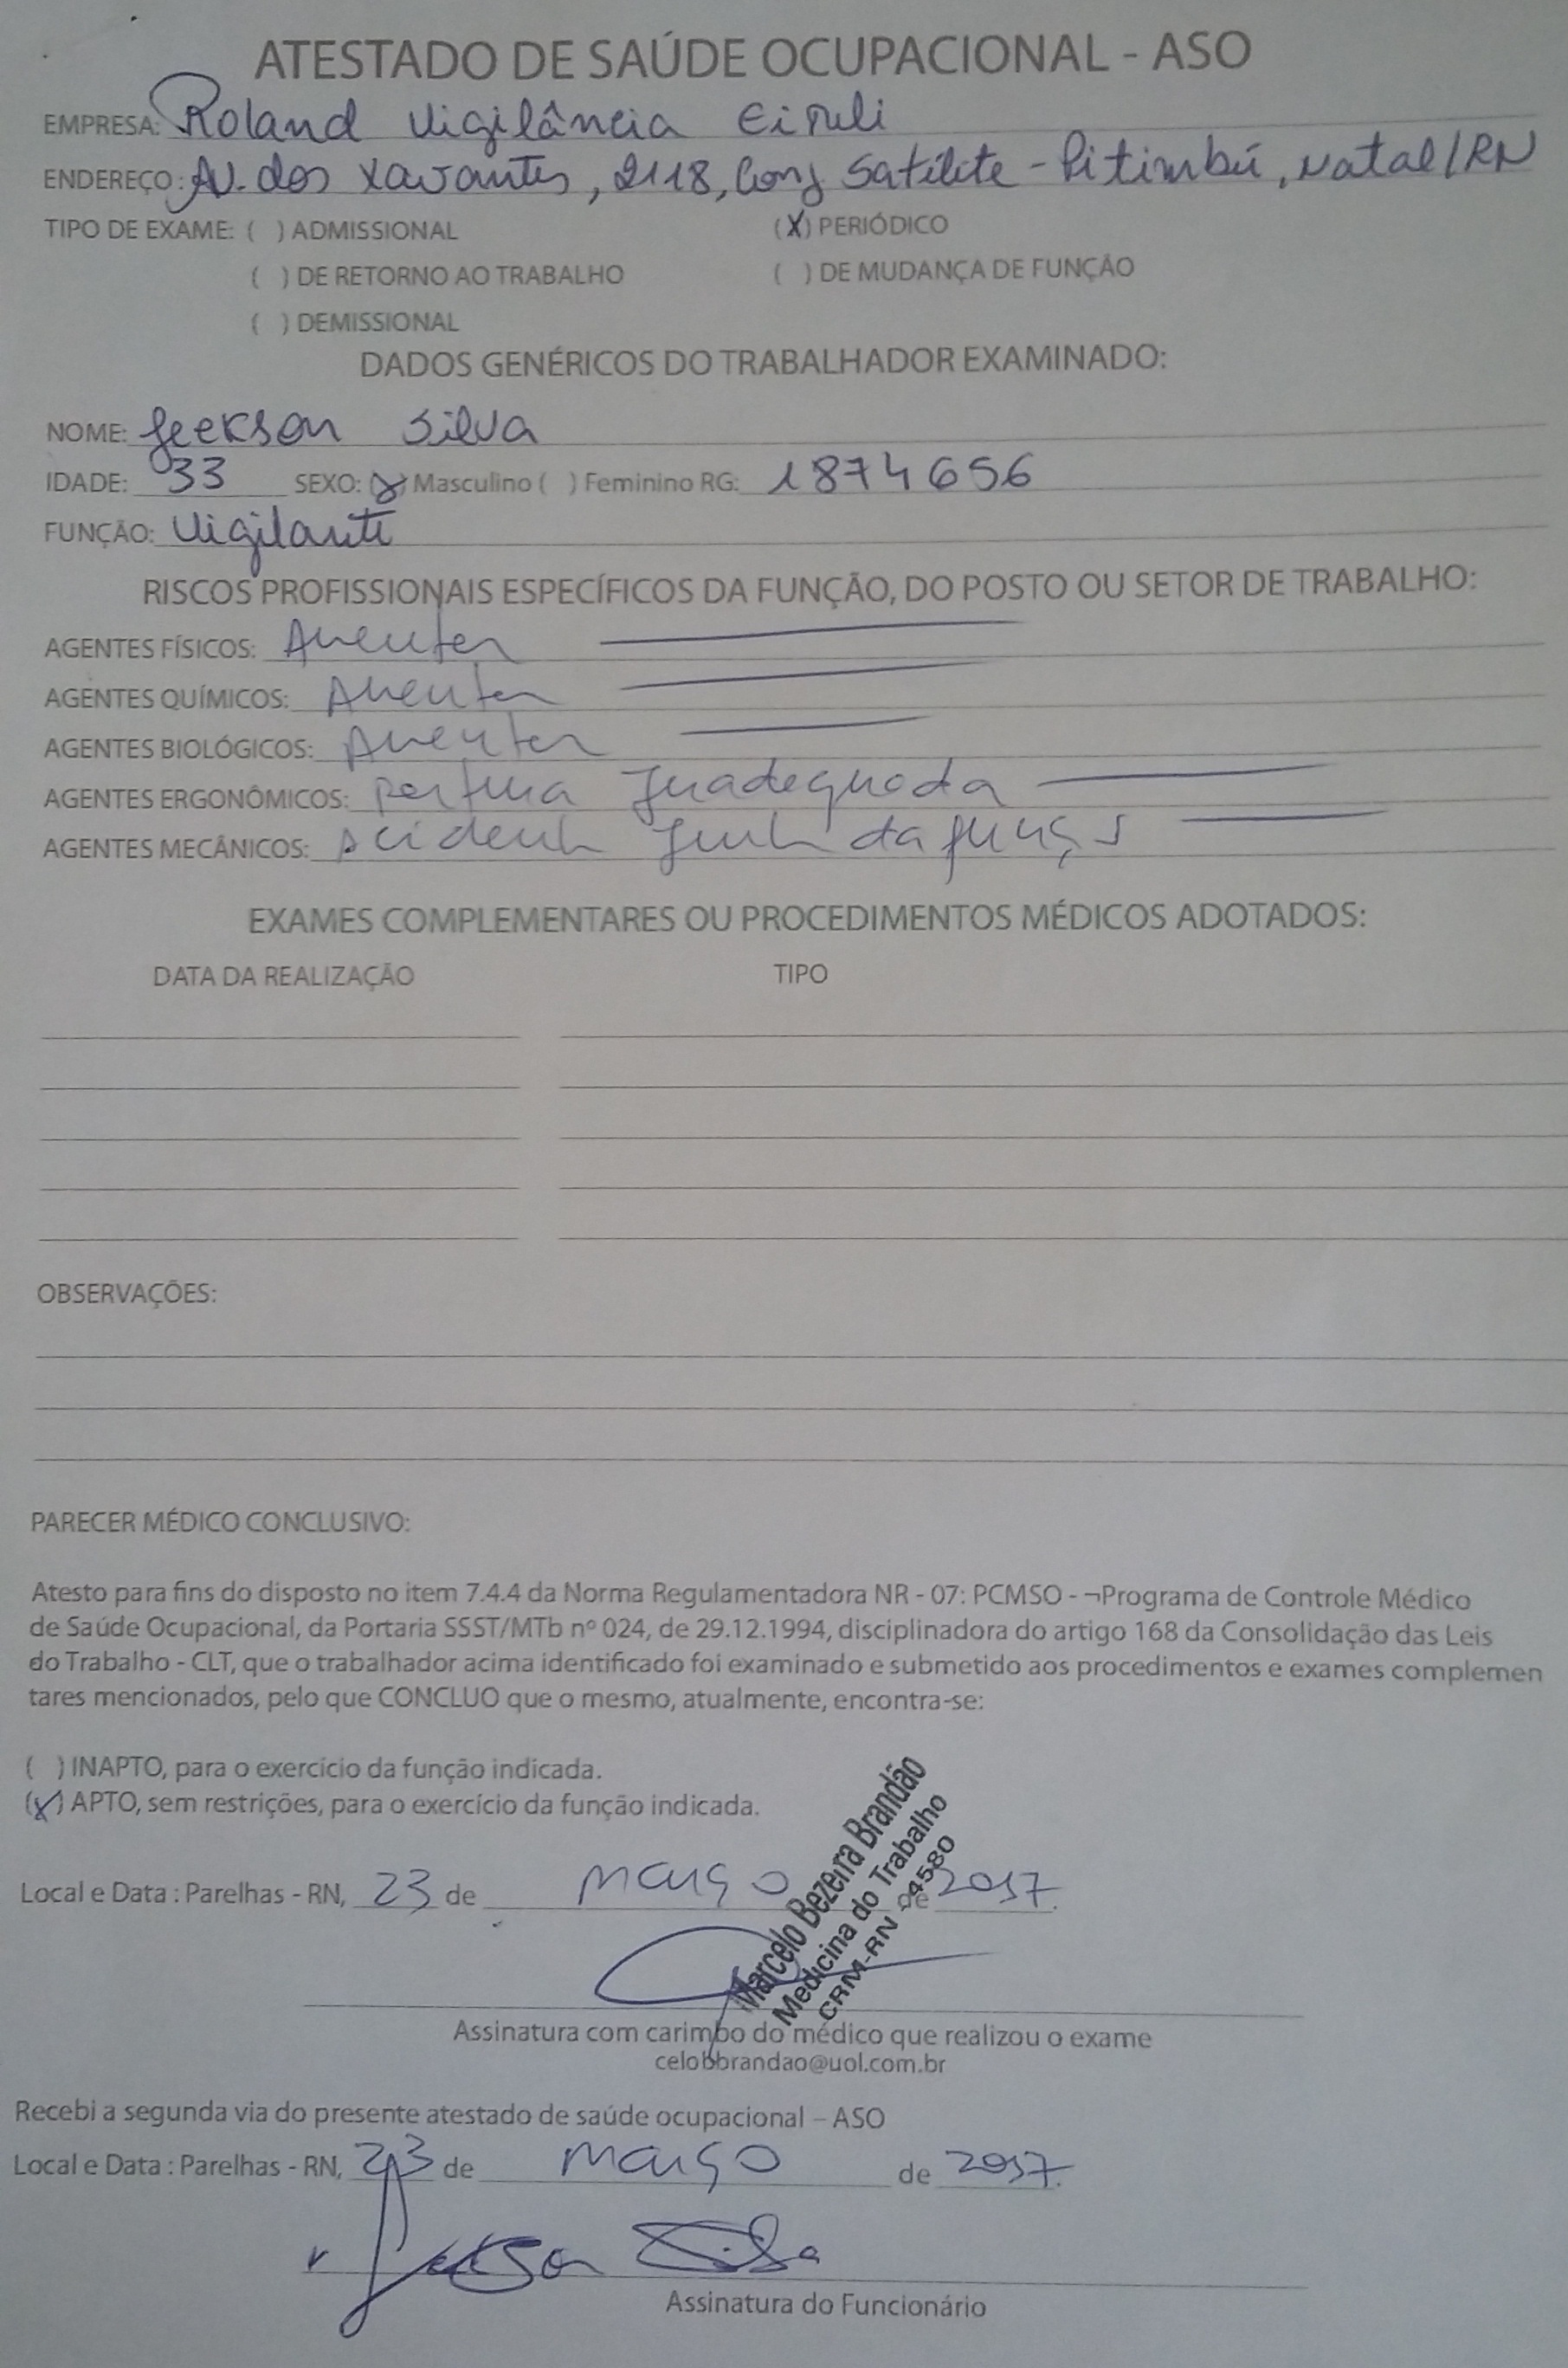 ATESTADO DE SAÚDE OCUPACIONAL - ASO
EMPRESA: Roland Vigilância Eireli
ENDEREÇO: Av. dos Xavantes, 2118, Conj Satélite - Pitimbú, Natal/RN
TIPO DE EXAME: ( ) ADMISSIONAL (X) PERIÓDICO
( ) DE RETORNO AO TRABALHO ( ) DE MUDANÇA DE FUNÇÃO
( ) DEMISSIONAL
DADOS GENÉRICOS DO TRABALHADOR EXAMINADO:
NOME: Jeekson Silva
IDADE: 33 SEXO: (X) Masculino ( ) Feminino RG: 1874656
FUNÇÃO: Vigilante
RISCOS PROFISSIONAIS ESPECÍFICOS DA FUNÇÃO, DO POSTO OU SETOR DE TRABALHO:
AGENTES FÍSICOS: Ausentes
AGENTES QUÍMICOS: Ausentes
AGENTES BIOLÓGICOS: Ausentes
AGENTES ERGONÔMICOS: Postura Inadequada
AGENTES MECÂNICOS: da função
EXAMES COMPLEMENTARES OU PROCEDIMENTOS MÉDICOS ADOTADOS:
DATA DA REALIZAÇÃO TIPO
OBSERVAÇÕES:
PARECER MÉDICO CONCLUSIVO:
Atesto para fins do disposto no item 7.4.4 da Norma Regulamentadora NR - 07: PCMSO - ¬Programa de Controle Médico
de Saúde Ocupacional, da Portaria SSST/MTb nº 024, de 29.12.1994, disciplinadora do artigo 168 da Consolidação das Leis
do Trabalho - CLT, que o trabalhador acima identificado foi examinado e submetido aos procedimentos e exames complemen
tares mencionados, pelo que CONCLUO que o mesmo, atualmente, encontra-se:
( ) INAPTO, para o exercício da função indicada.
(X) APTO, sem restrições, para o exercício da função indicada.
Local e Data : Parelhas - RN, 23 de março de 2017.
Marcelo Bezerra Brandão
Medicina do Trabalho
CRM-RN 4580
Assinatura com carimbo do médico que realizou o exame
celobbrandao@uol.com.br
Recebi a segunda via do presente atestado de saúde ocupacional – ASO
Local e Data : Parelhas - RN, 23 de março de 2017.
Jeekson Silva
Assinatura do Funcionário